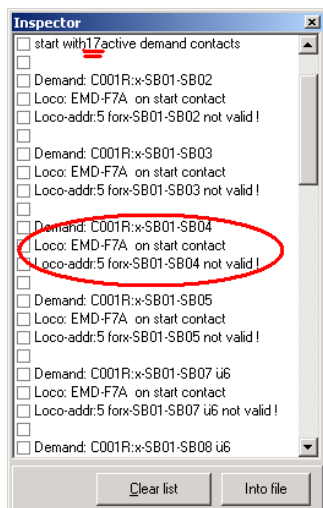 Inspector
start with17active demand contacts
Demand: C001R:x-SB01-SB02
Loco: EMD-F7A on start contact
Loco-addr:5 forx-SB01-SB02 not valid !
Demand: C001R:x-SB01-SB03
Loco: EMD-F7A on start contact
Loco-addr:5 forx-SB01-SB03 not valid !
Demand: C001R:x-SB01-SB04
Loco: EMD-F7A on start contact
Loco-addr:5 forx-SB01-SB04 not valid !
Demand: C001R:x-SB01-SB05
Loco: EMD-F7A on start contact
Loco-addr:5 forx-SB01-SB05 not valid !
Demand: C001R:x-SB01-SB07 ü6
Loco: EMD-F7A on start contact
Loco-addr:5 forx-SB01-SB07 ü6 not valid !
Demand: C001R:x-SB01-SB08 ü6
Clear list
Into file